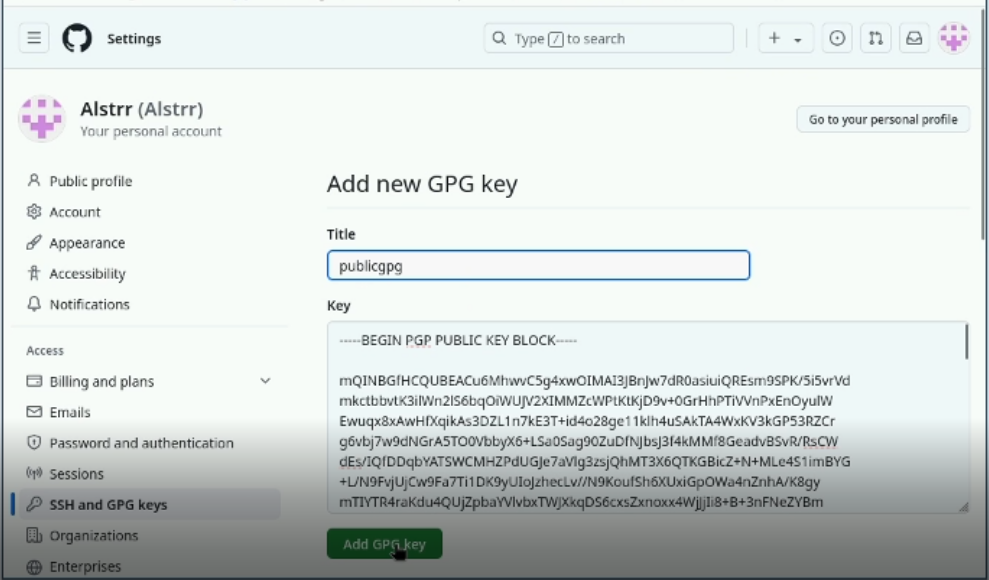 Settings
Type / to search
Alstrr (Alstrr)
Your personal account
Go to your personal profile
Public profile
Account
Appearance
Accessibility
Notifications
Access
Billing and plans
Emails
Password and authentication
Sessions
SSH and GPG keys
Organizations
Enterprises
Add new GPG key
Title
publicgpg
Key
-----BEGIN PGP PUBLIC KEY BLOCK-----
mQINBGfHCQUBEACu6MhwvC5g4xwOIMAI3JBnJw7dR0asiuiQREsm9SPK/5i5vrVd
mkctbbvtK3ilWn2lS6bqOiWUJV2XIMMZcWPtKtKjD9v+0GrHhPTiVVnPxEnOyulW
Ewuqx8xAwHfXqikAs3DZL1n7kE3T+id4o28ge11klh4uSAkTA4WxKV3kGP53RZCr
g6vbj7w9dNGrA5TO0VbbyX6+LSa0Sag90ZuDfNJbsJ3f4kMMf8GeadvBSvR/RsCW
dEs/IQfDDqbYATSWCMHZPdUGJe7aVlg3zsjQhMT3X6QTKGBicZ+N+MLe4S1imBYG
+L/N9FvjUjCw9Fa7Ti1DK9yUIoJzhecLv//N9KoufSh6XUxiGpOWa4nZnhA/K8gy
mTIYTR4raKdu4QUjZpbaYVlvbxTWJXkqDS6cxsZxnoxx4WjJjIi8+B+3nFNeZYBm
Add GPG key